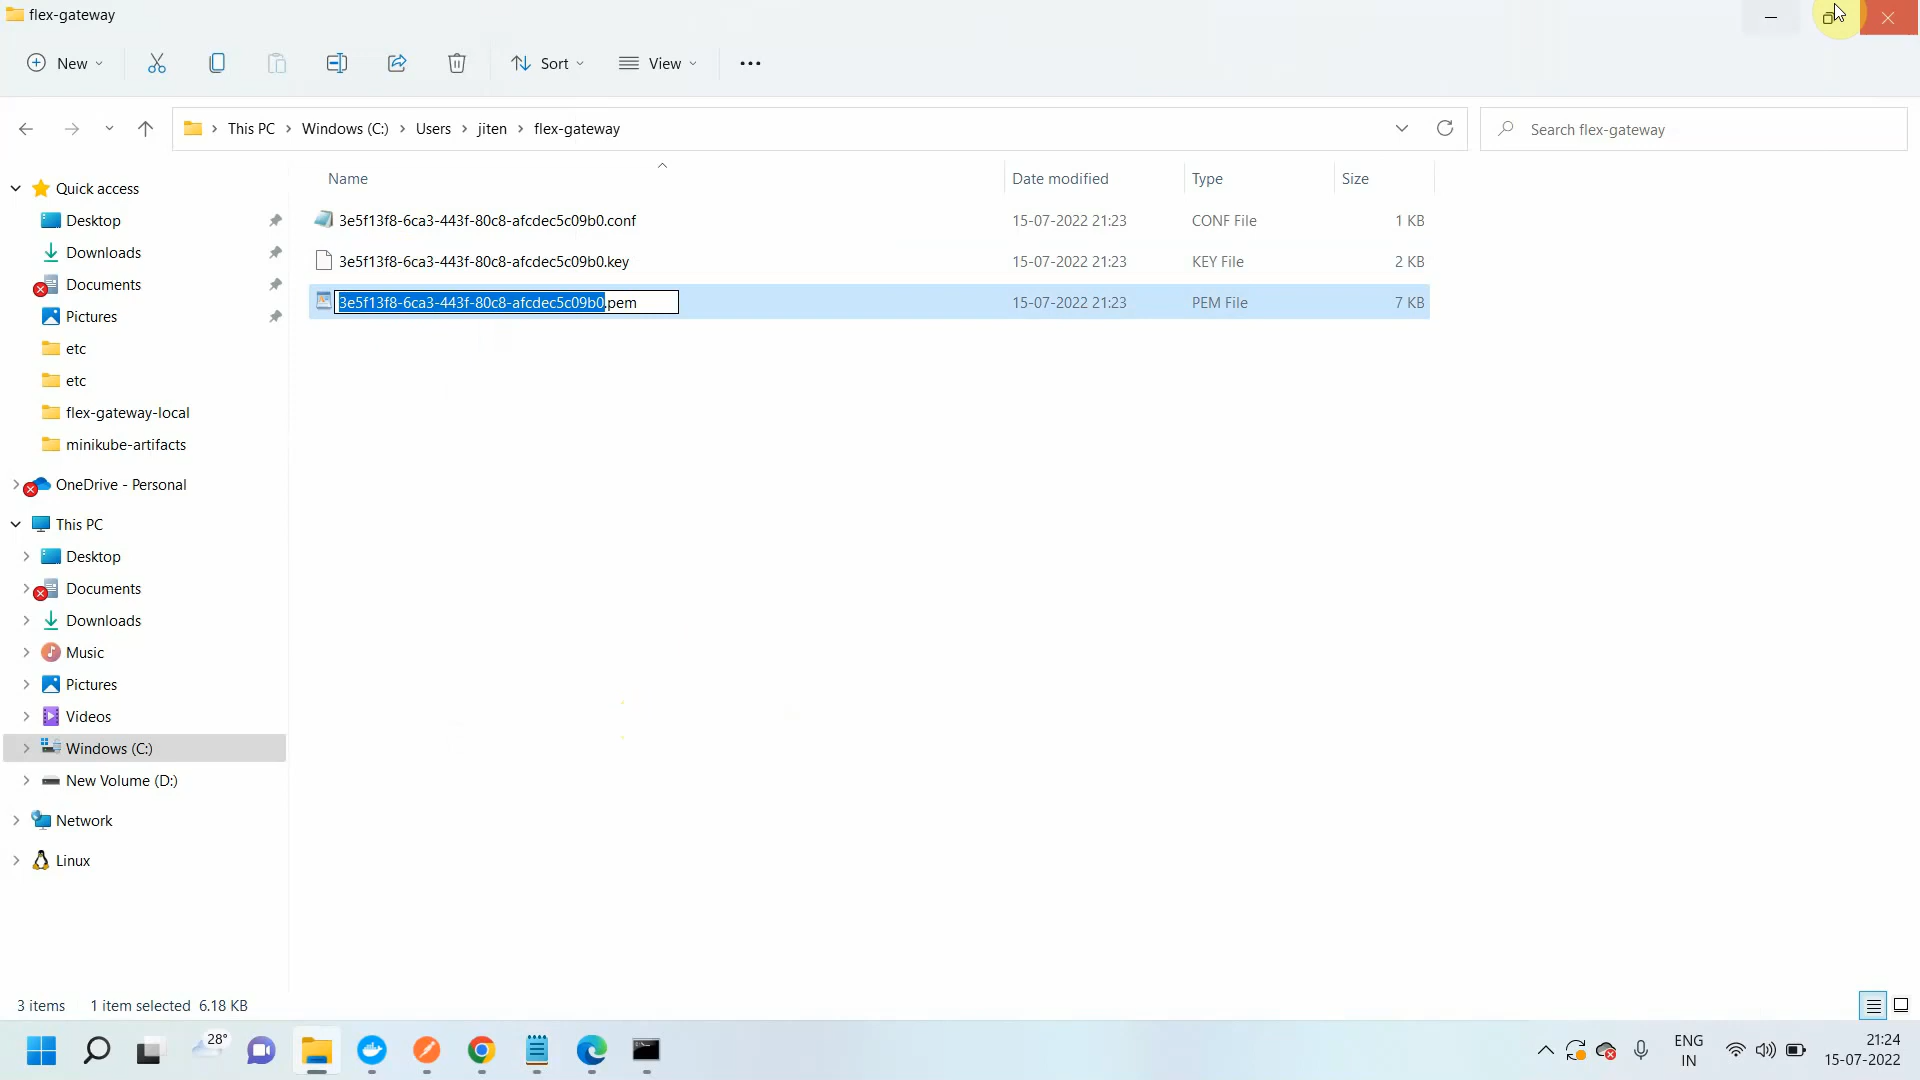 flex-gateway
New
Sort
View
This PC
Windows (C:)
Users
jiten
flex-gateway
Search flex-gateway
Name
Date modified
Type
Size
3e5f13f8-6ca3-443f-80c8-afcdec5c09b0.conf
15-07-2022 21:23
CONF File
1 KB
3e5f13f8-6ca3-443f-80c8-afcdec5c09b0.key
15-07-2022 21:23
KEY File
2 KB
3e5f13f8-6ca3-443f-80c8-afcdec5c09b0.pem
15-07-2022 21:23
PEM File
7 KB
Quick access
Desktop
Downloads
Documents
Pictures
etc
etc
flex-gateway-local
minikube-artifacts
OneDrive - Personal
This PC
Desktop
Documents
Downloads
Music
Pictures
Videos
Windows (C:)
New Volume (D:)
Network
Linux
3 items
1 item selected 6.18 KB
28°
ENG
IN
21:24
15-07-2022